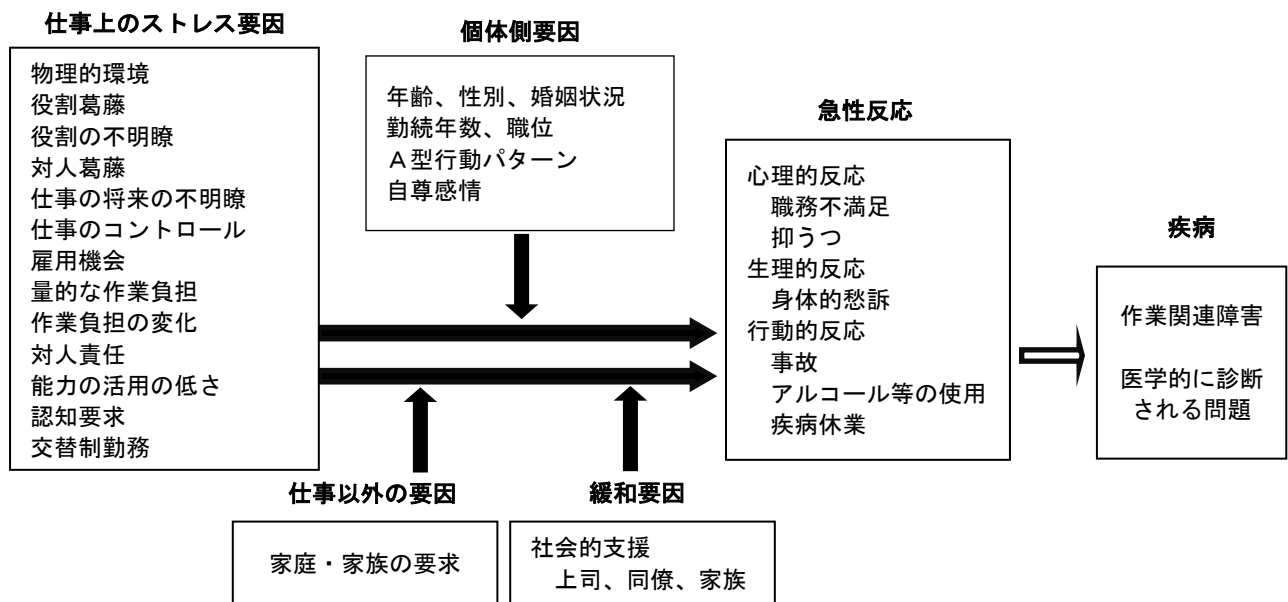 仕事上のストレス要因
物理的環境
役割葛藤
役割の不明瞭
対人葛藤
仕事の将来の不明瞭
仕事のコントロール
雇用機会
量的な作業負担
作業負担の変化
対人責任
能力の活用の低さ
認知要求
交替制勤務
個体側要因
年齢、性別、婚姻状況
勤続年数、職位
A型行動パターン
自尊感情
仕事以外の要因
家庭・家族の要求
緩和要因
社会的支援
上司、同僚、家族
急性反応
心理的反応
職務不満足
抑うつ
生理的反応
身体的愁訴
行動的反応
事故
アルコール等の使用
疾病休業
疾病
作業関連障害
医学的に診断
される問題